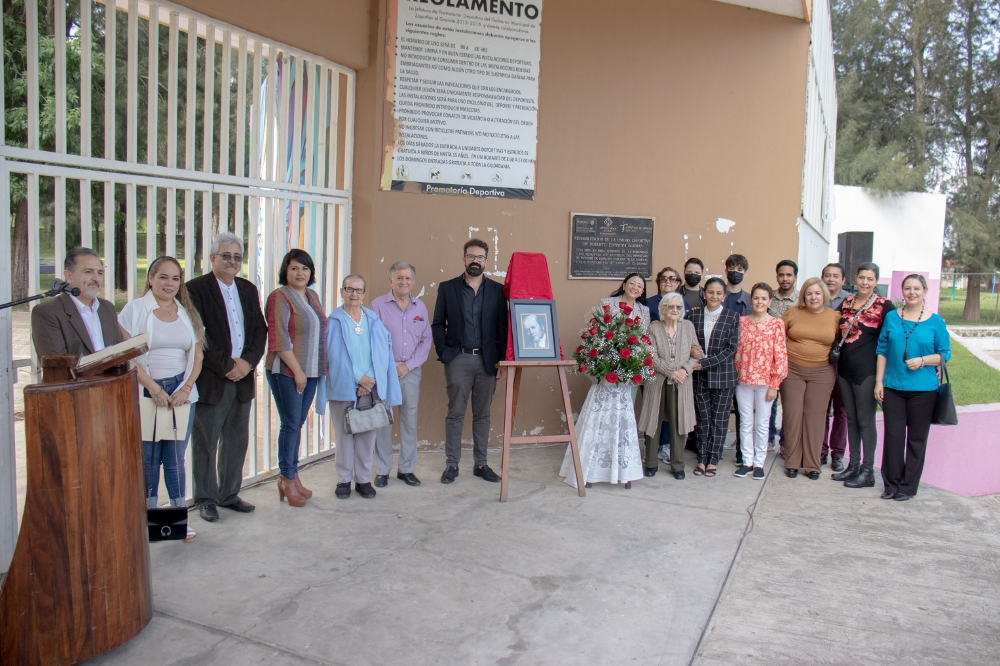 REGLAMENTO
La jefatura de Promotoría Deportiva del Gobierno Municipal de
Zapotlán el Grande 2012- 2015 y demás colaboradores.
Los usuarios de estás instalaciones deberán apegarse a las
siguientes reglas:
EL HORARIO DE USO SERÁ DE :00 A :00 HRS
MANTENER LIMPIA Y EN BUEN ESTADO LAS INSTALACIONES DEPORTIVAS.
NO INTRODUCIR NI CONSUMIR DENTRO DE LAS INSTALACIONES BEBIDAS
EMBRIAGANTES ASÍ COMO ALGÚN OTRO TIPO DE SUSTANCIA DAÑINA PARA
LA SALUD.
RESPETAR Y SEGUIR LAS INDICACIONES QUE DEN LOS ENCARGADOS.
CUALQUIER LESIÓN SERÁ ÚNICAMENTE RESPONSABILIDAD DEL DEPORTISTA.
LAS INSTALACIONES SERÁ PARA USO EXCLUSIVO DEL DEPORTE Y RECREACIÓN
QUEDA PROHIBIDO INTRODUCIR MASCOTAS.
PROHIBIDO PROVOCAR CONATOS DE VIOLENCIA O ALTERACIÓN DEL ORDEN
POR CUALQUIER MOTIVO.
NO INGRESAR CON BICICLETAS PATINETAS Y/O MOTOCICLETAS A LAS
INSTALACIONES.
LOS DÍAS SÁBADOS LA ENTRADA A UNIDADES DEPORTIVAS Y ESTADIOS ES
GRATUITA A NIÑOS DE HASTA 15 AÑOS. EN UN HORARIO DE 8:30 A 13:00 HRS
LOS DOMINGOS ENTRADAS GRATUITA A TODA LA CIUDADANÍA.
Promotoría Deportiva
ZAPOTLAN EL GRANDE
REHABILITACION DE LA UNIDAD DEPORTIVA
DR. ROBERTO ESPINOZA GUZMAN